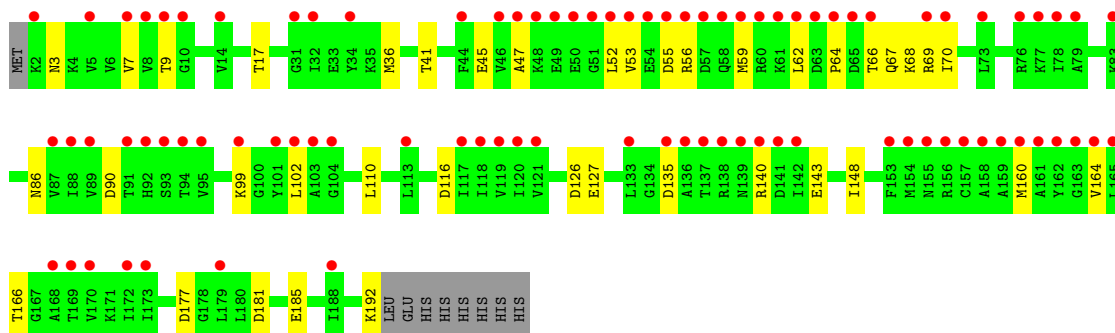 MET K2 N3 K4 V5 V6 V7 V8 T9 G10 V14 T17 G31 I32 E33 Y34 K35 M36 T41 F44 E45 V46 A47 K48 E49 E50 G51 L52 V53 E54 D55 R56 D57 Q58 M59 R60 K61 L62 D63 P64 D65 T66 Q67 K68 R69 I70 L73 R76 K77 I78 A79 K83
N86 V87 I88 V89 D90 T91 H92 S93 T94 V95 K99 G100 Y101 L102 A103 G104 L110 L113 D116 I117 I118 V119 I120 V121 D126 E127 L133 G134 D135 A136 T137 R138 N139 R140 D141 I142 E143 I148 F153 M154 N155 R156 C157 A158 A159 M160 A161 Y162 G163 V164 L165
T166 G167 A168 T169 V170 K171 I172 I173 D177 G178 L179 L180 D181 E185 I188 K192 LEU GLU HIS HIS HIS HIS HIS HIS